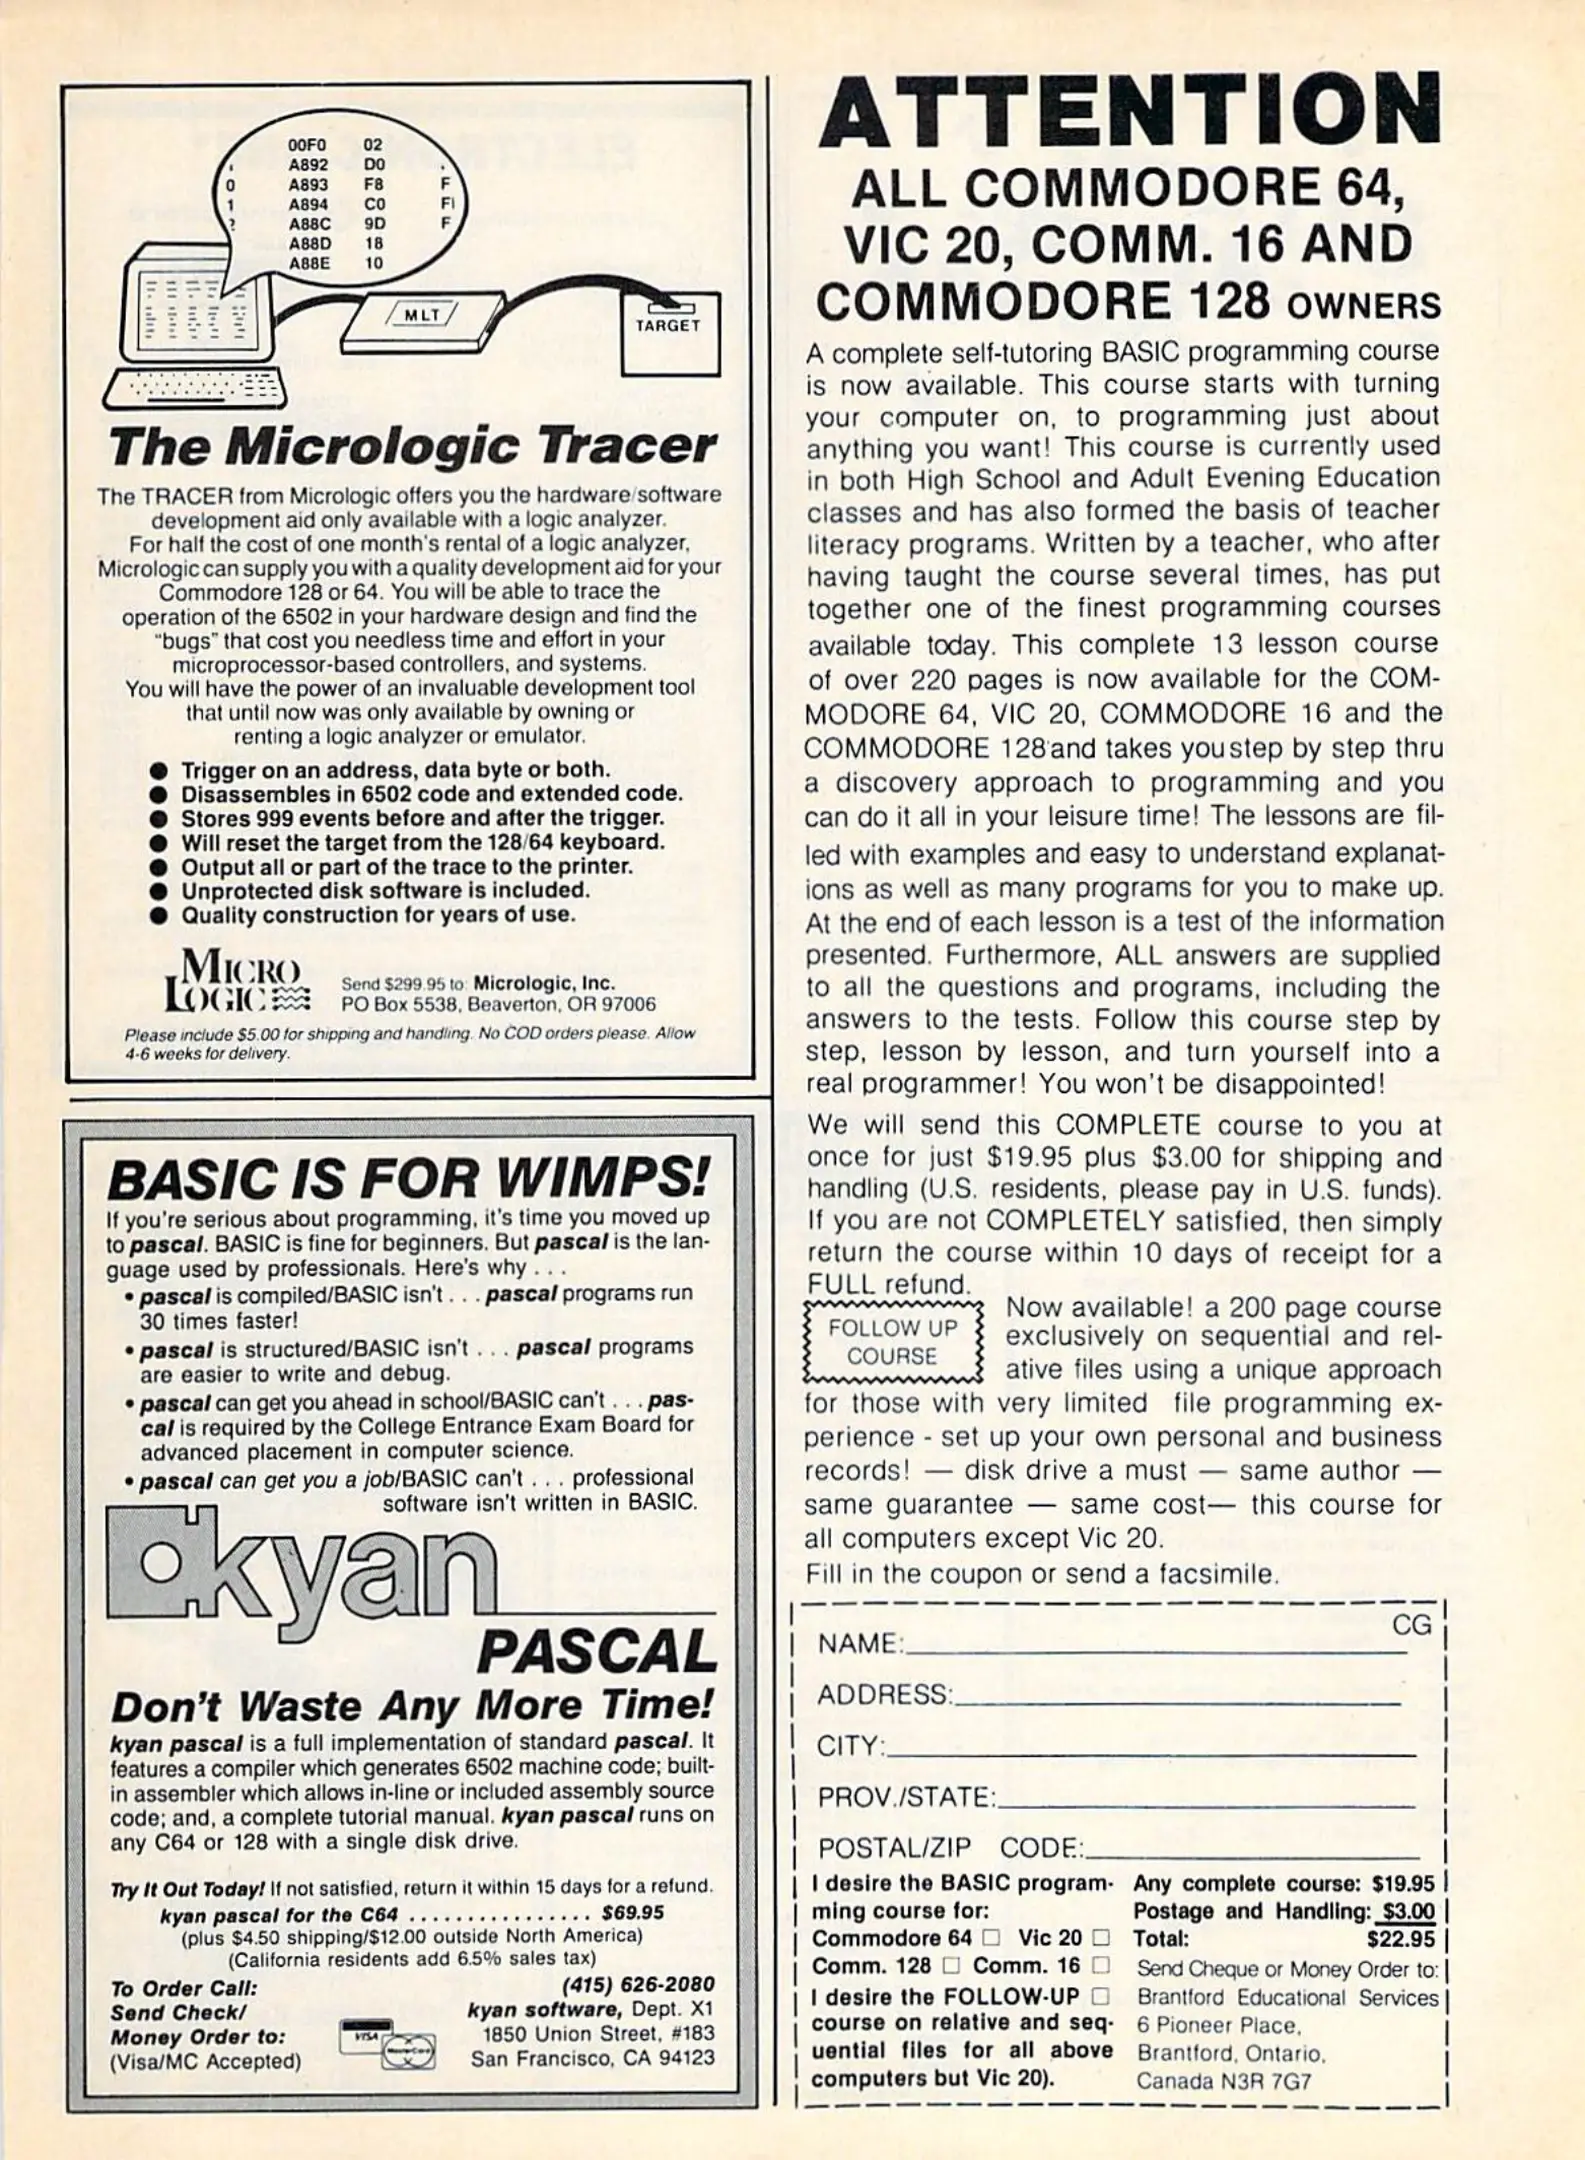 00F0 02
. A892 D0 .
0 A893 F8 F
1 A894 C0 FI
? A88C 9D F
A88D 18
A88E 10
MLT
TARGET
The Micrologic Tracer
The TRACER from Micrologic offers you the hardware/software
development aid only available with a logic analyzer.
For half the cost of one month's rental of a logic analyzer,
Micrologic can supply you with a quality development aid for your
Commodore 128 or 64. You will be able to trace the
operation of the 6502 in your hardware design and find the
"bugs" that cost you needless time and effort in your
microprocessor-based controllers, and systems.
You will have the power of an invaluable development tool
that until now was only available by owning or
renting a logic analyzer or emulator.
● Trigger on an address, data byte or both.
● Disassembles in 6502 code and extended code.
● Stores 999 events before and after the trigger.
● Will reset the target from the 128/64 keyboard.
● Output all or part of the trace to the printer.
● Unprotected disk software is included.
● Quality construction for years of use.
MICRO
LOGIC
Send $299.95 to: Micrologic, Inc.
PO Box 5538, Beaverton, OR 97006
Please include $5.00 for shipping and handling. No COD orders please. Allow
4-6 weeks for delivery.
BASIC IS FOR WIMPS!
If you're serious about programming, it's time you moved up
to pascal. BASIC is fine for beginners. But pascal is the lan-
guage used by professionals. Here's why . . .
• pascal is compiled/BASIC isn't . . . pascal programs run
30 times faster!
• pascal is structured/BASIC isn't . . . pascal programs
are easier to write and debug.
• pascal can get you ahead in school/BASIC can't . . . pas-
cal is required by the College Entrance Exam Board for
advanced placement in computer science.
• pascal can get you a job/BASIC can't . . . professional
software isn't written in BASIC.
kyan
PASCAL
Don't Waste Any More Time!
kyan pascal is a full implementation of standard pascal. It
features a compiler which generates 6502 machine code; built-
in assembler which allows in-line or included assembly source
code; and, a complete tutorial manual. kyan pascal runs on
any C64 or 128 with a single disk drive.
Try It Out Today! If not satisfied, return it within 15 days for a refund.
kyan pascal for the C64 ................ $69.95
(plus $4.50 shipping/$12.00 outside North America)
(California residents add 6.5% sales tax)
To Order Call: (415) 626-2080
Send Check/ kyan software, Dept. X1
Money Order to: 1850 Union Street, #183
(Visa/MC Accepted) San Francisco, CA 94123
VISA
MasterCard
ATTENTION
ALL COMMODORE 64,
VIC 20, COMM. 16 AND
COMMODORE 128 OWNERS
A complete self-tutoring BASIC programming course
is now available. This course starts with turning
your computer on, to programming just about
anything you want! This course is currently used
in both High School and Adult Evening Education
classes and has also formed the basis of teacher
literacy programs. Written by a teacher, who after
having taught the course several times, has put
together one of the finest programming courses
available today. This complete 13 lesson course
of over 220 pages is now available for the COM-
MODORE 64, VIC 20, COMMODORE 16 and the
COMMODORE 128 and takes you step by step thru
a discovery approach to programming and you
can do it all in your leisure time! The lessons are fil-
led with examples and easy to understand explanat-
ions as well as many programs for you to make up.
At the end of each lesson is a test of the information
presented. Furthermore, ALL answers are supplied
to all the questions and programs, including the
answers to the tests. Follow this course step by
step, lesson by lesson, and turn yourself into a
real programmer! You won't be disappointed!
We will send this COMPLETE course to you at
once for just $19.95 plus $3.00 for shipping and
handling (U.S. residents, please pay in U.S. funds).
If you are not COMPLETELY satisfied, then simply
return the course within 10 days of receipt for a
FULL refund.
FOLLOW UP
COURSE
Now available! a 200 page course
exclusively on sequential and rel-
ative files using a unique approach
for those with very limited file programming ex-
perience - set up your own personal and business
records! — disk drive a must — same author —
same guarantee — same cost— this course for
all computers except Vic 20.
Fill in the coupon or send a facsimile.
CG
NAME:
ADDRESS:
CITY:
PROV./STATE:
POSTAL/ZIP CODE:
I desire the BASIC program-
ming course for:
Commodore 64 □ Vic 20 □
Comm. 128 □ Comm. 16 □
I desire the FOLLOW-UP □
course on relative and seq-
uential files for all above
computers but Vic 20).
Any complete course: $19.95
Postage and Handling: $3.00
Total: $22.95
Send Cheque or Money Order to:
Brantford Educational Services
6 Pioneer Place,
Brantford, Ontario,
Canada N3R 7G7